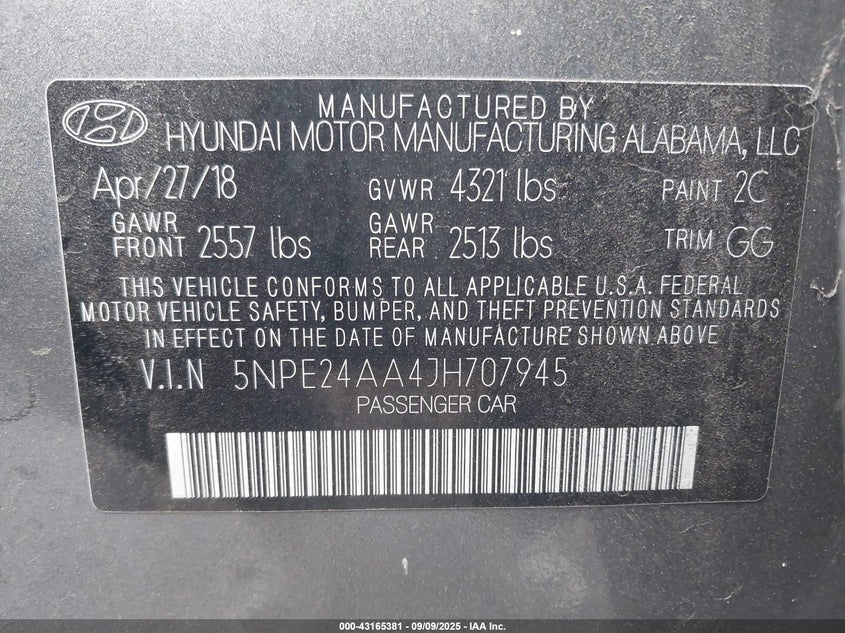 MANUFACTURED BY
HYUNDAI MOTOR MANUFACTURING ALABAMA, LLC
Apr/27/18 GVWR 4321 lbs PAINT 2C
GAWR FRONT 2557 lbs GAWR REAR 2513 lbs TRIM GG
THIS VEHICLE CONFORMS TO ALL APPLICABLE U.S.A. FEDERAL
MOTOR VEHICLE SAFETY, BUMPER, AND THEFT PREVENTION STANDARDS
IN EFFECT ON THE DATE OF MANUFACTURE SHOWN ABOVE
V.I.N 5NPE24AA4JH707945
PASSENGER CAR
000-43165381 - 09/09/2025 - IAA Inc.